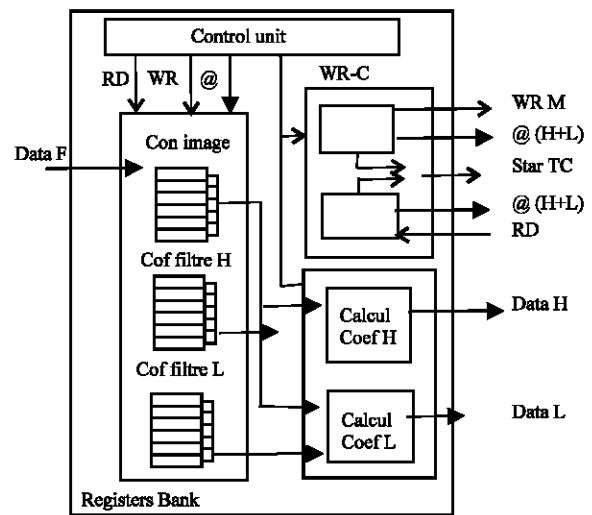 Control unit
RD WR @
WR-C
WR M
@ (H+L)
Star TC
@ (H+L)
RD
Data F
Con image
Cof filtre H
Cof filtre L
Calcul
Coef H
Data H
Calcul
Coef L
Data L
Registers Bank